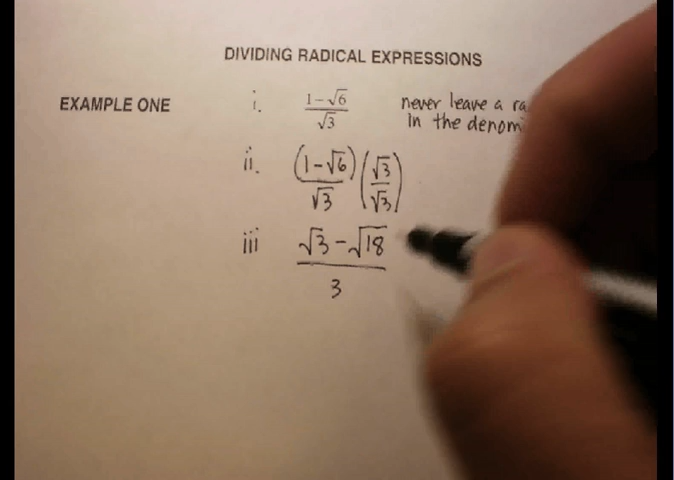 DIVIDING RADICAL EXPRESSIONS
EXAMPLE ONE i. (1-√6)/√3 never leave a
in the
ii. (1-√6)/√3 (√3/√3)
iii (√3-√18)/3